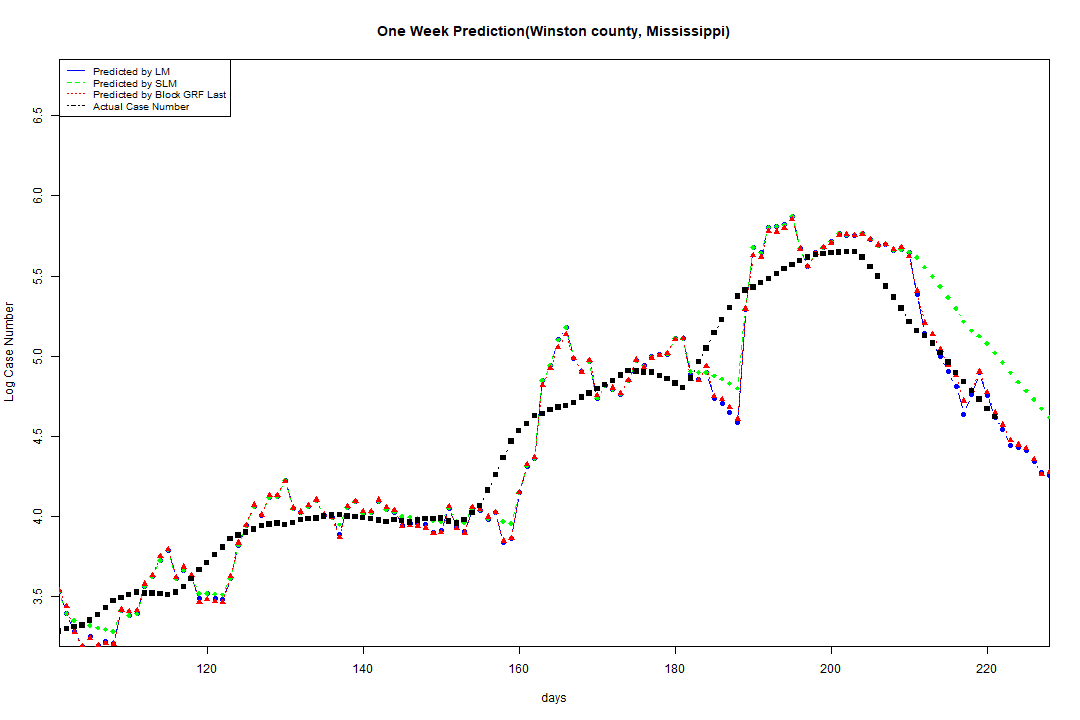 One Week Prediction(Winston county, Mississippi)
Predicted by LM
Predicted by SLM
Predicted by Block GRF Last
Actual Case Number
Log Case Number
6.5
6.0
5.5
5.0
4.5
4.0
3.5
120 140 160 180 200 220
days